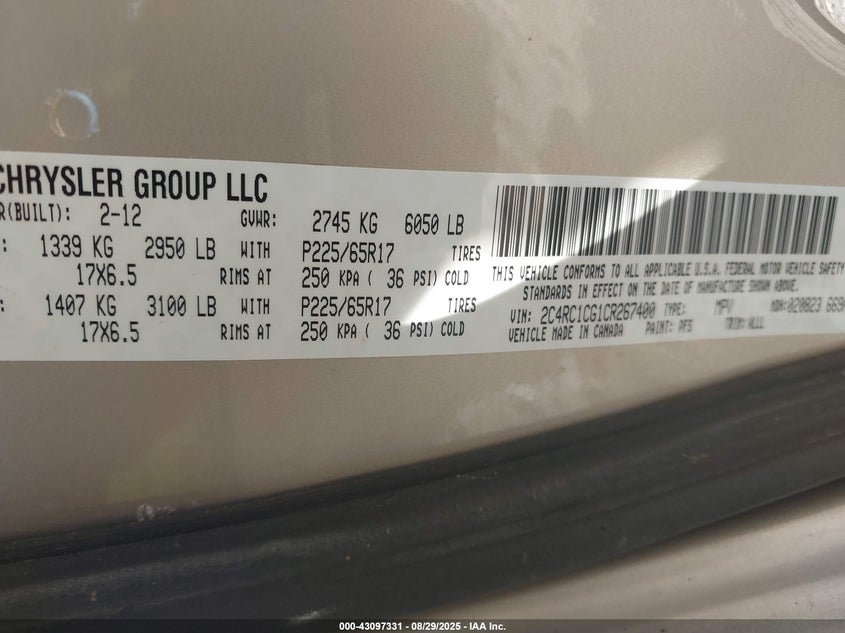 CHRYSLER GROUP LLC
R(BUILT): 2-12 GVWR: 2745 KG 6050 LB
: 1339 KG 2950 LB WITH P225/65R17 TIRES
17X6.5 RIMS AT 250 KPA ( 36 PSI) COLD
: 1407 KG 3100 LB WITH P225/65R17 TIRES
17X6.5 RIMS AT 250 KPA ( 36 PSI) COLD
THIS VEHICLE CONFORMS TO ALL APPLICABLE U.S.A. FEDERAL MOTOR VEHICLE SAFETY
STANDARDS IN EFFECT ON THE DATE OF MANUFACTURE SHOWN ABOVE.
VIN: 2C4RC1CG1CR267400 TYPE: MPV MDH: 020623
VEHICLE MADE IN CANADA PAINT: PFS TRIM: ALL1
000-43097331 | 08/29/2025 - IAA Inc.